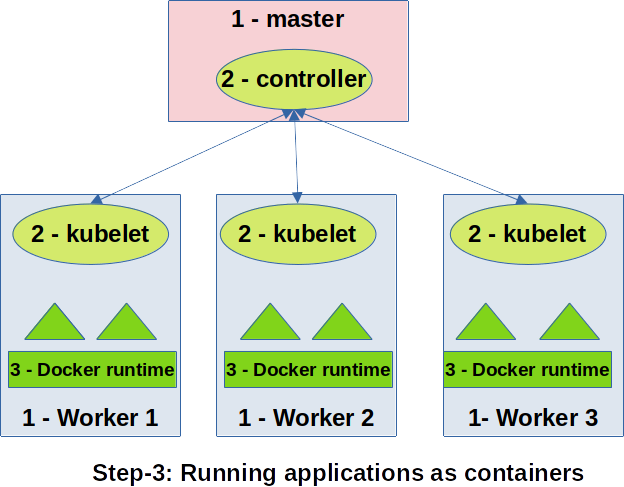 1 - master
2 - controller
2 - kubelet
2 - kubelet
2 - kubelet
3 - Docker runtime
3 - Docker runtime
3 - Docker runtime
1 - Worker 1
1 - Worker 2
1- Worker 3
Step-3: Running applications as containers